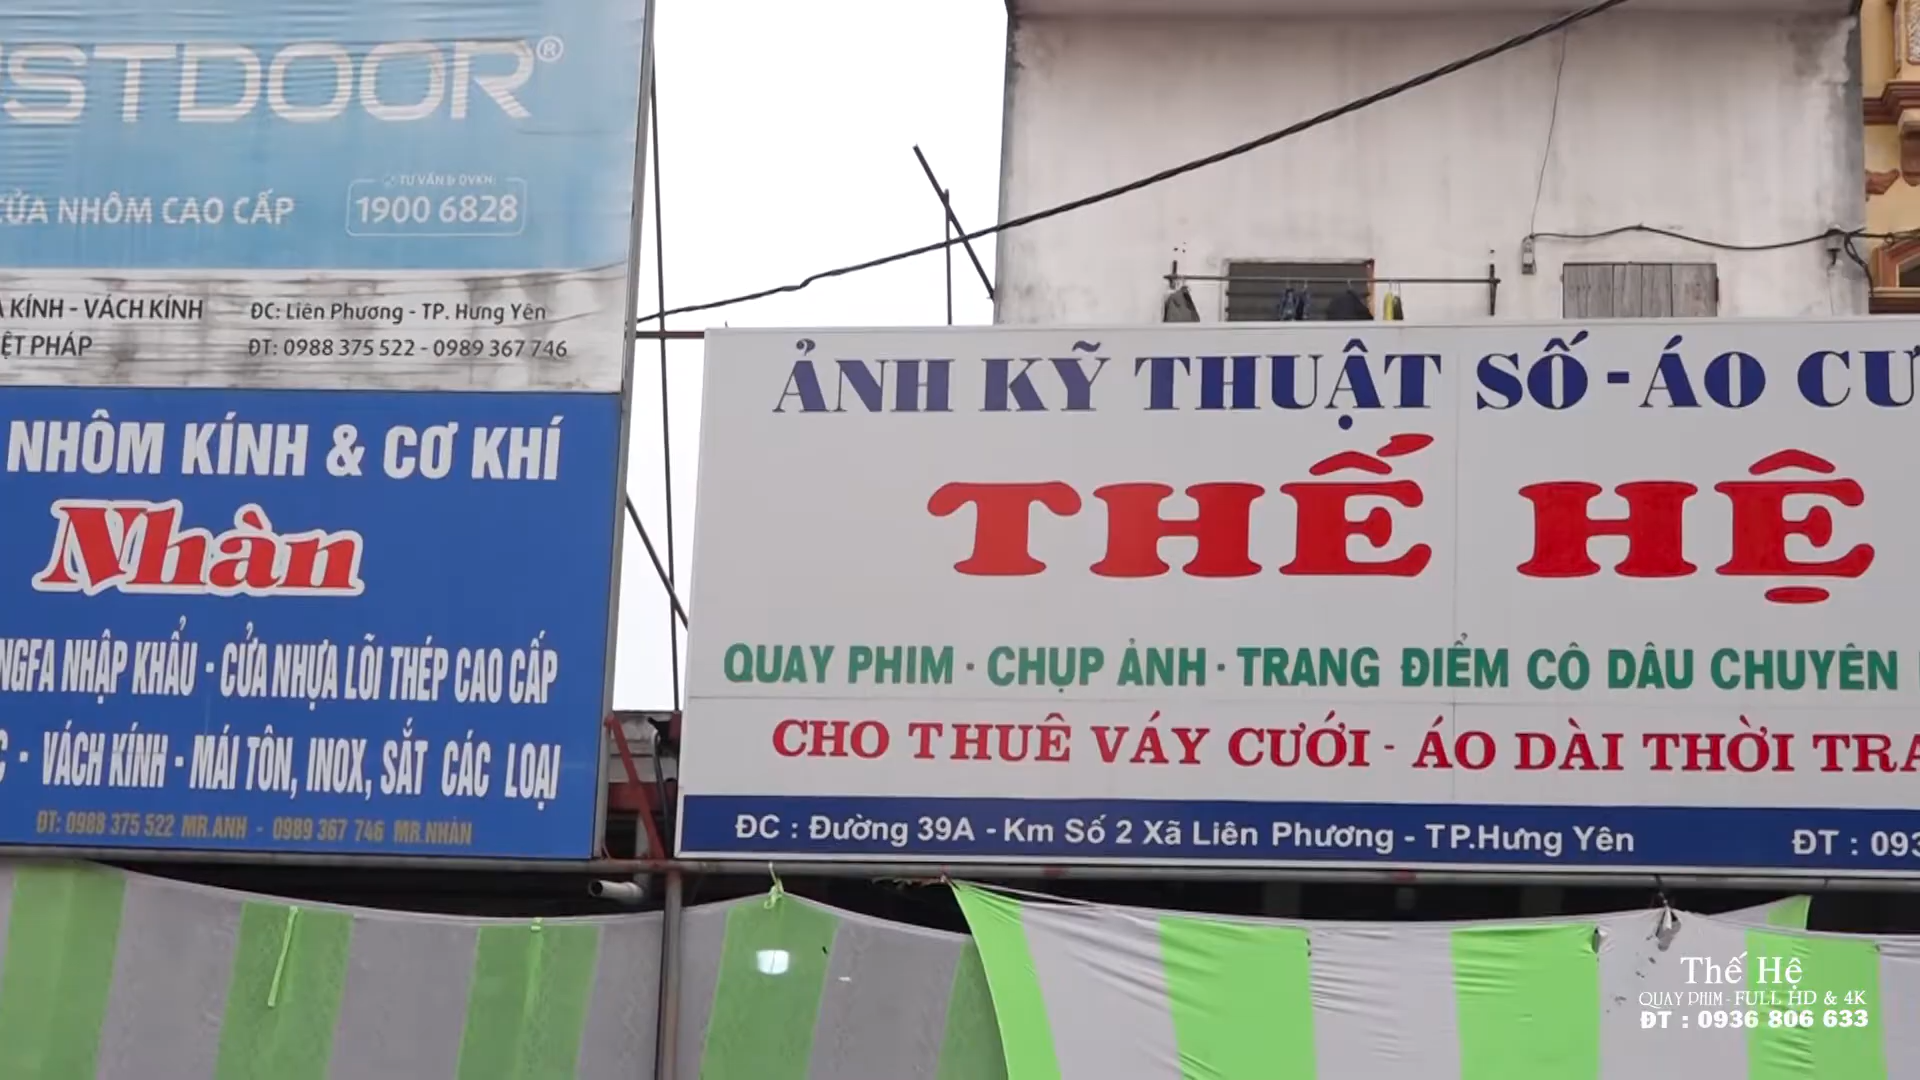 STDOOR®
CỬA NHÔM CAO CẤP
TƯ VẤN & DVKH:
1900 6828
KÍNH - VÁCH KÍNH
ĐC: Liên Phương - TP. Hưng Yên
ỆT PHÁP
ĐT: 0988 375 522 - 0989 367 746
NHÔM KÍNH & CƠ KHÍ
Nhàn
NGFA NHẬP KHẨU - CỬA NHỰA LÕI THÉP CAO CẤP
C - VÁCH KÍNH - MÁI TÔN, INOX, SẮT CÁC LOẠI
ĐT: 0988 375 522 MR.ANH - 0989 367 746 MR.NHÀN
ẢNH KỸ THUẬT SỐ - ÁO CƯ
THẾ HỆ
QUAY PHIM · CHỤP ẢNH · TRANG ĐIỂM CÔ DÂU CHUYÊN
CHO THUÊ VÁY CƯỚI - ÁO DÀI THỜI TRA
ĐC : Đường 39A - Km Số 2 Xã Liên Phương - TP.Hưng Yên
ĐT : 093
Thế Hệ
QUAY PHIM - FULL HD & 4K
ĐT : 0936 806 633